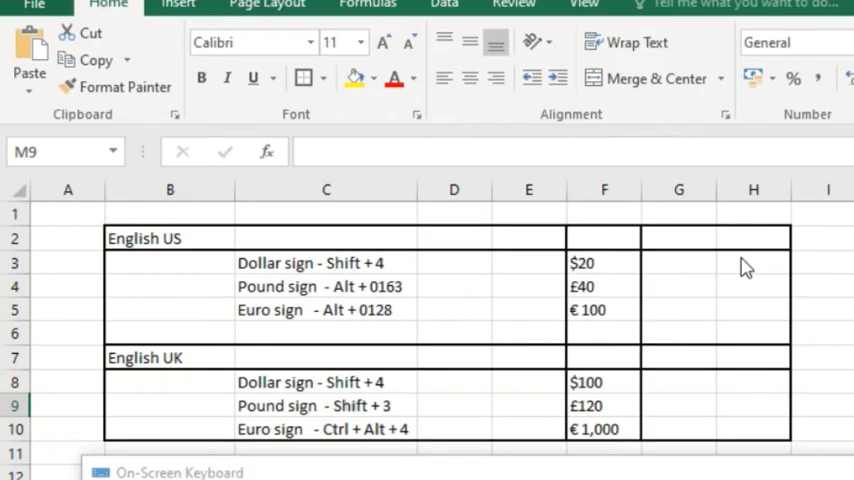 File Home Insert Page Layout Formulas Data Review View Tell me what you want to do...
Cut
Copy
Format Painter
Paste
Calibri 11
B I U
A A
A
Wrap Text
Merge & Center
General
% ,
Clipboard Font Alignment Number
M9 fx
A B C D E F G H I
1
2 English US
3 Dollar sign - Shift + 4 $20
4 Pound sign - Alt + 0163 £40
5 Euro sign - Alt + 0128 € 100
6
7 English UK
8 Dollar sign - Shift + 4 $100
9 Pound sign - Shift + 3 £120
10 Euro sign - Ctrl + Alt + 4 € 1,000
11
12
On-Screen Keyboard